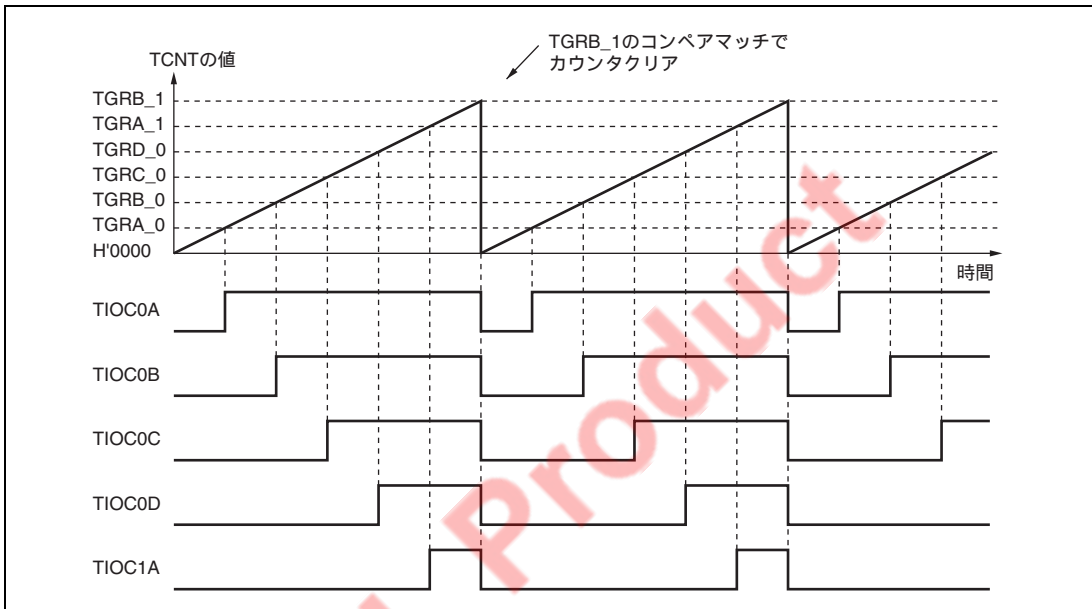 TGRB_1のコンペアマッチで
カウンタクリア
TCNTの値
TGRB_1
TGRA_1
TGRD_0
TGRC_0
TGRB_0
TGRA_0
H'0000
時間
TIOC0A
TIOC0B
TIOC0C
TIOC0D
TIOC1A
Product